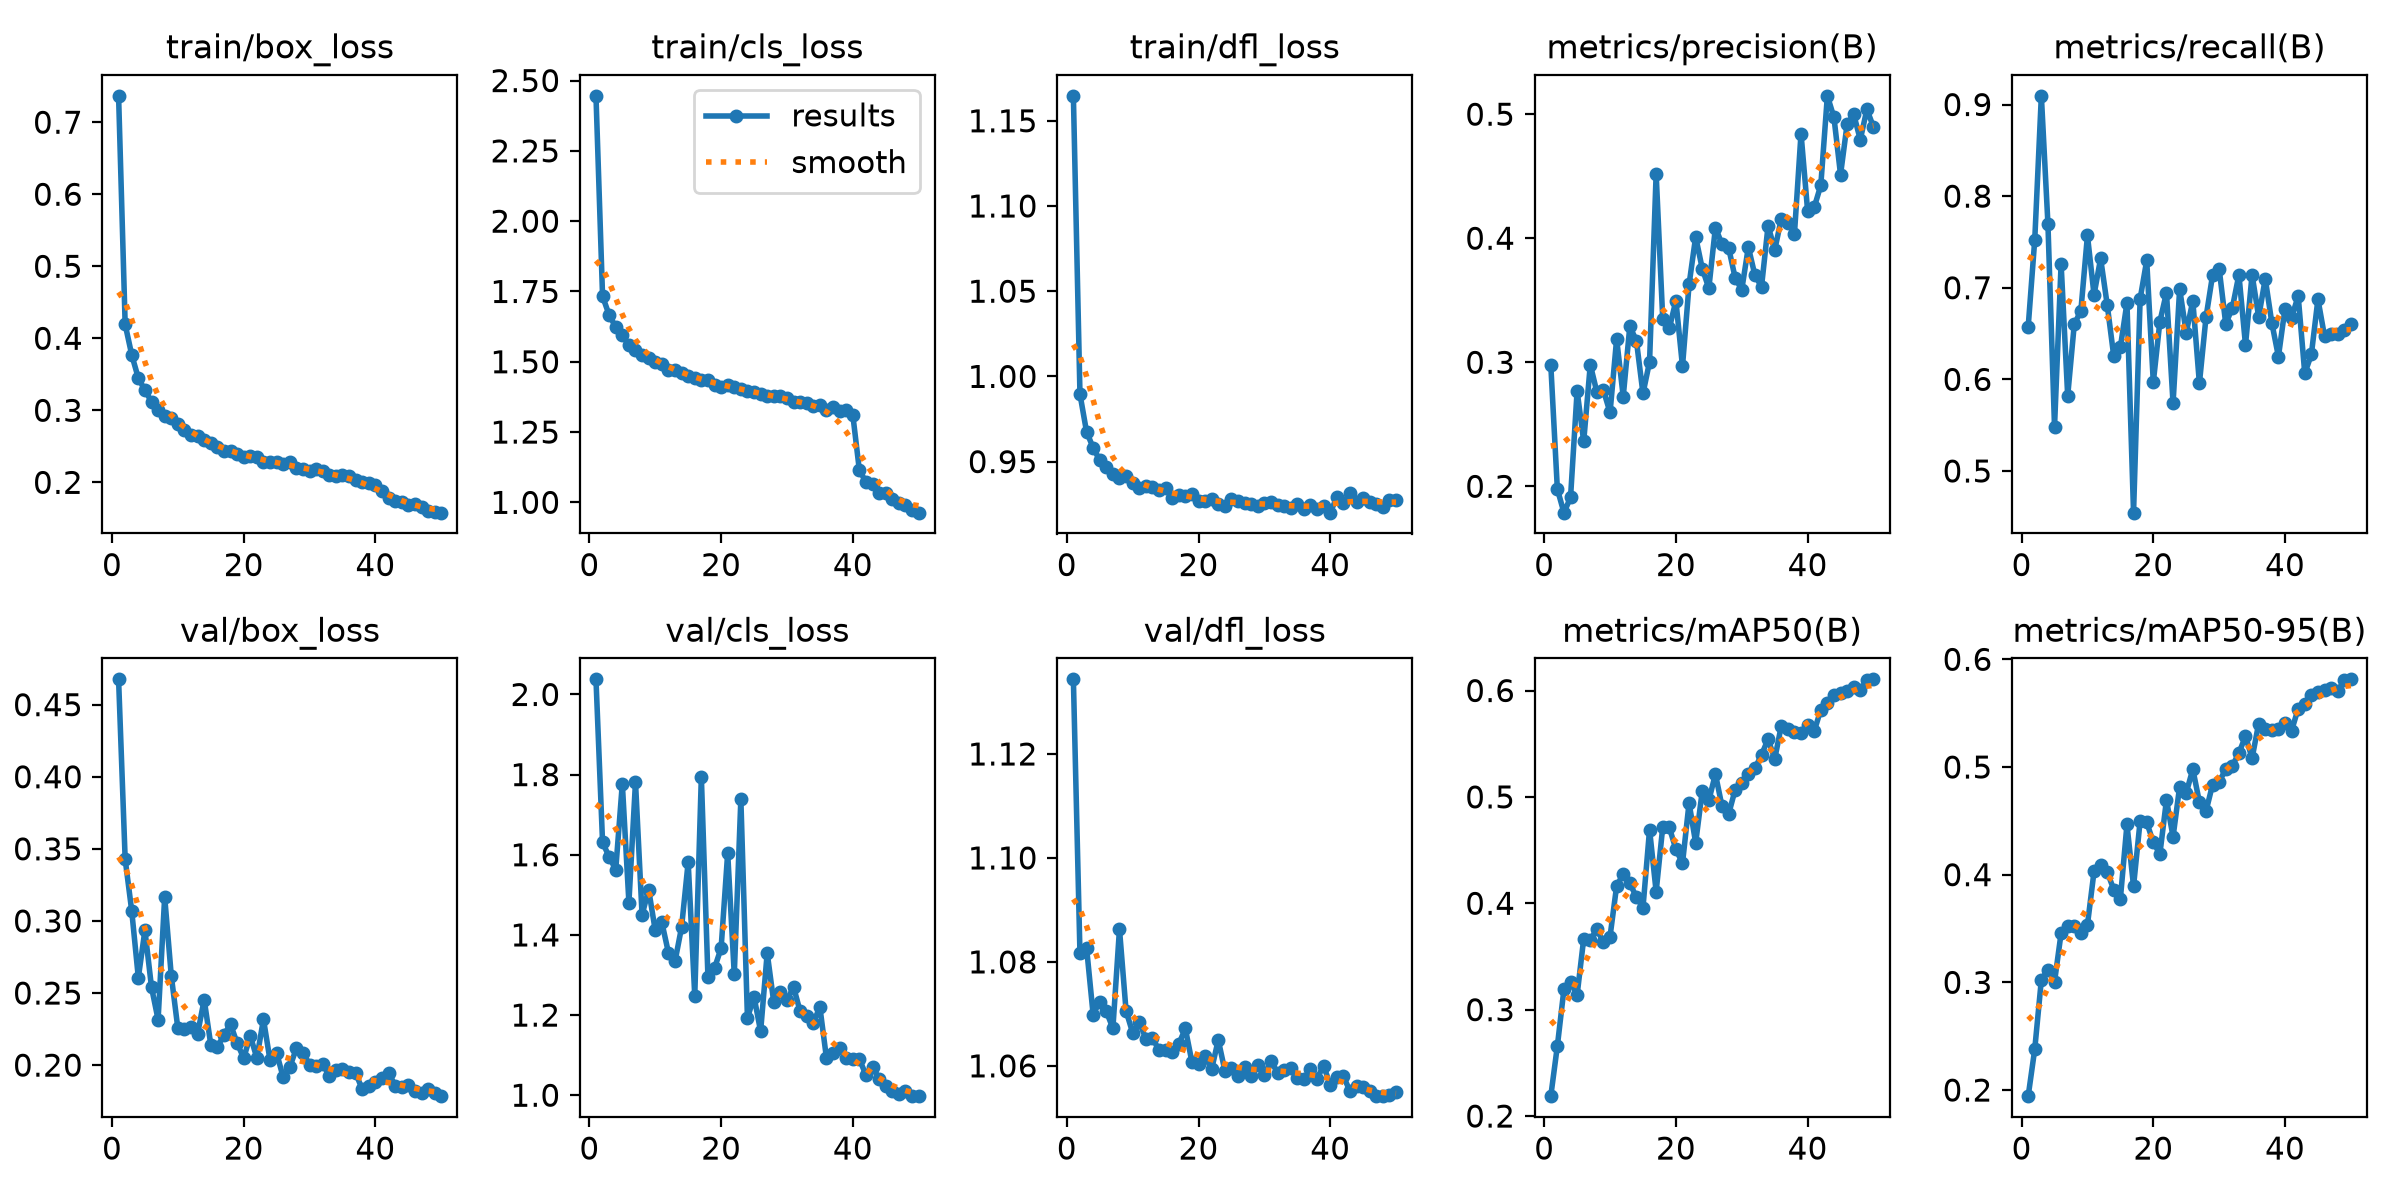 train/box_loss
train/cls_loss
train/dfl_loss
metrics/precision(B)
metrics/recall(B)
0.7
0.6
0.5
0.4
0.3
0.2
0 20 40
2.50
2.25
2.00
1.75
1.50
1.25
1.00
results
smooth
0 20 40
1.15
1.10
1.05
1.00
0.95
0 20 40
0.5
0.4
0.3
0.2
0 20 40
0.9
0.8
0.7
0.6
0.5
0 20 40
val/box_loss
val/cls_loss
val/dfl_loss
metrics/mAP50(B)
metrics/mAP50-95(B)
0.45
0.40
0.35
0.30
0.25
0.20
0 20 40
2.0
1.8
1.6
1.4
1.2
1.0
0 20 40
1.12
1.10
1.08
1.06
0 20 40
0.6
0.5
0.4
0.3
0.2
0 20 40
0.6
0.5
0.4
0.3
0.2
0 20 40